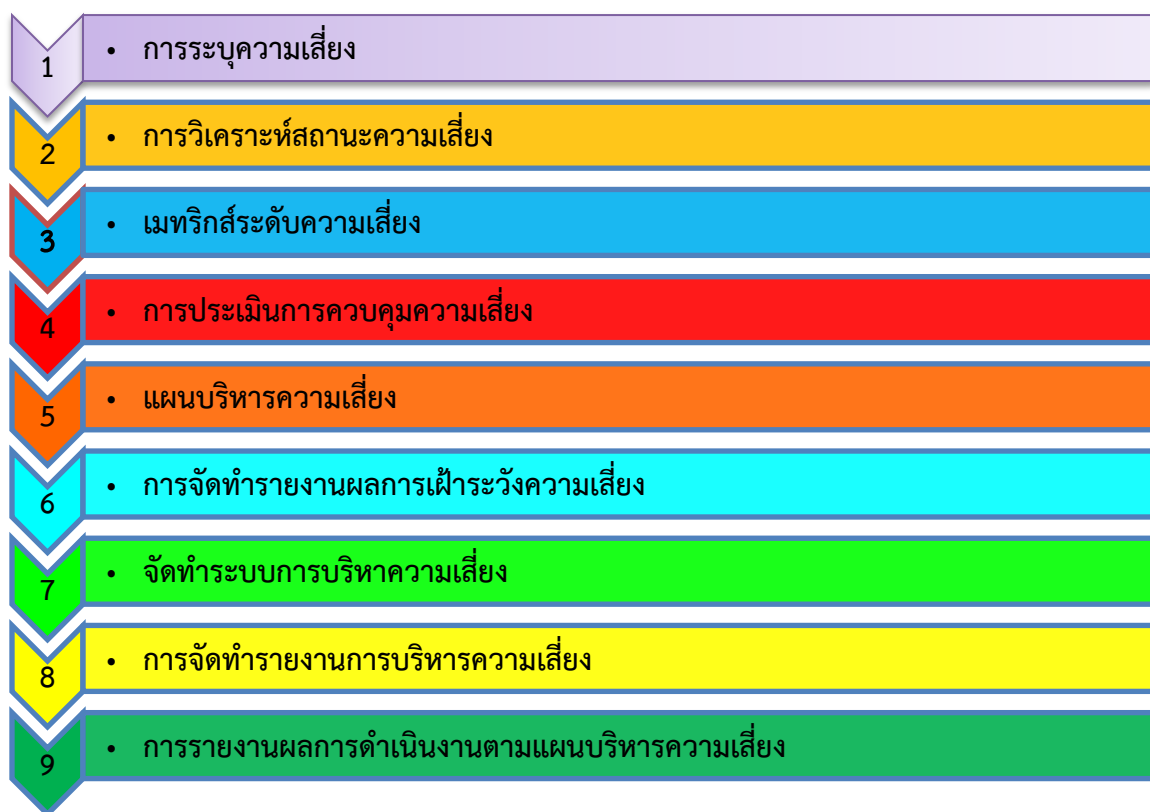 1 • การระบุความเสี่ยง
2 • การวิเคราะห์สถานะความเสี่ยง
3 • เมทริกส์ระดับความเสี่ยง
4 • การประเมินการควบคุมความเสี่ยง
5 • แผนบริหารความเสี่ยง
6 • การจัดทำรายงานผลการเฝ้าระวังความเสี่ยง
7 • จัดทำระบบการบริหาความเสี่ยง
8 • การจัดทำรายงานการบริหารความเสี่ยง
9 • การรายงานผลการดำเนินงานตามแผนบริหารความเสี่ยง